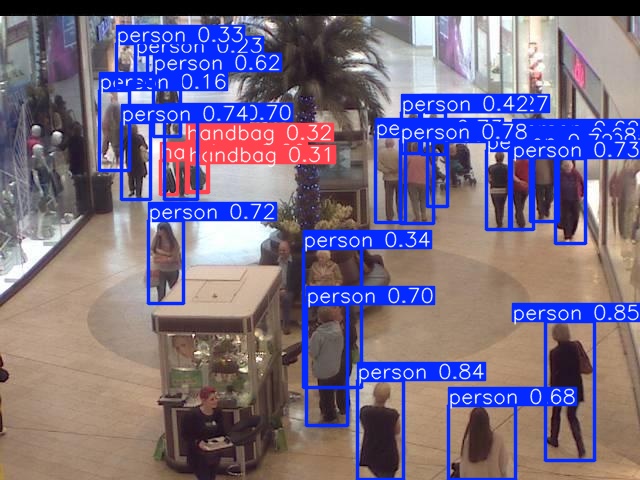 person 0.33
person 0.23
person 0.62
person 0.16
person 0.74
0.70
handbag 0.32
handbag 0.31
person 0.72
person 0.42
person 0.78
person 0.73
person 0.34
person 0.70
person 0.85
person 0.84
person 0.68